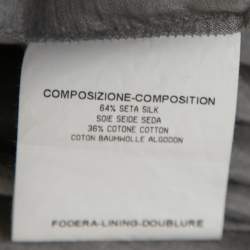 COMPOSIZIONE-COMPOSITION
64% SETA SILK
SOIE SEIDE SEDA
36% COTONE COTTON
COTON BAUMWOLLE ALGODON
FODERA-LINING-DOUBLURE